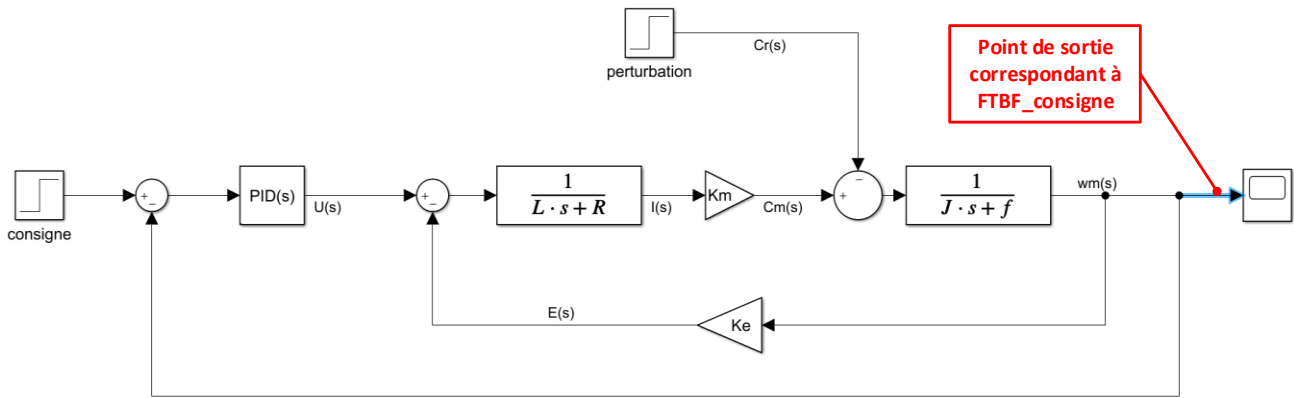 Cr(s)
perturbation
Point de sortie
correspondant à
FTBF_consigne
consigne
+
−
PID(s)
U(s)
+
−
1
L · s + R
I(s)
Km
Cm(s)
−
+
1
J · s + f
wm(s)
E(s)
Ke